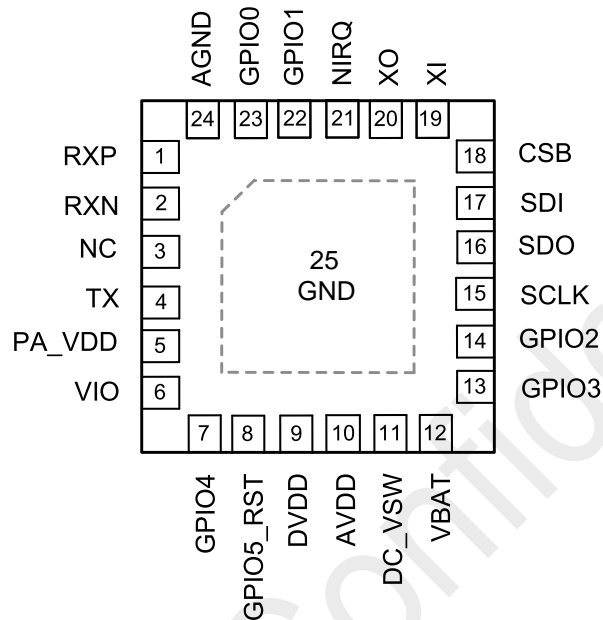 AGND
GPIO0
GPIO1
NIRQ
XO
XI
24
23
22
21
20
19
RXP 1
RXN 2
NC 3
TX 4
PA_VDD 5
VIO 6
18 CSB
17 SDI
16 SDO
15 SCLK
14 GPIO2
13 GPIO3
25
GND
7
8
9
10
11
12
GPIO4
GPIO5_RST
DVDD
AVDD
DC_VSW
VBAT